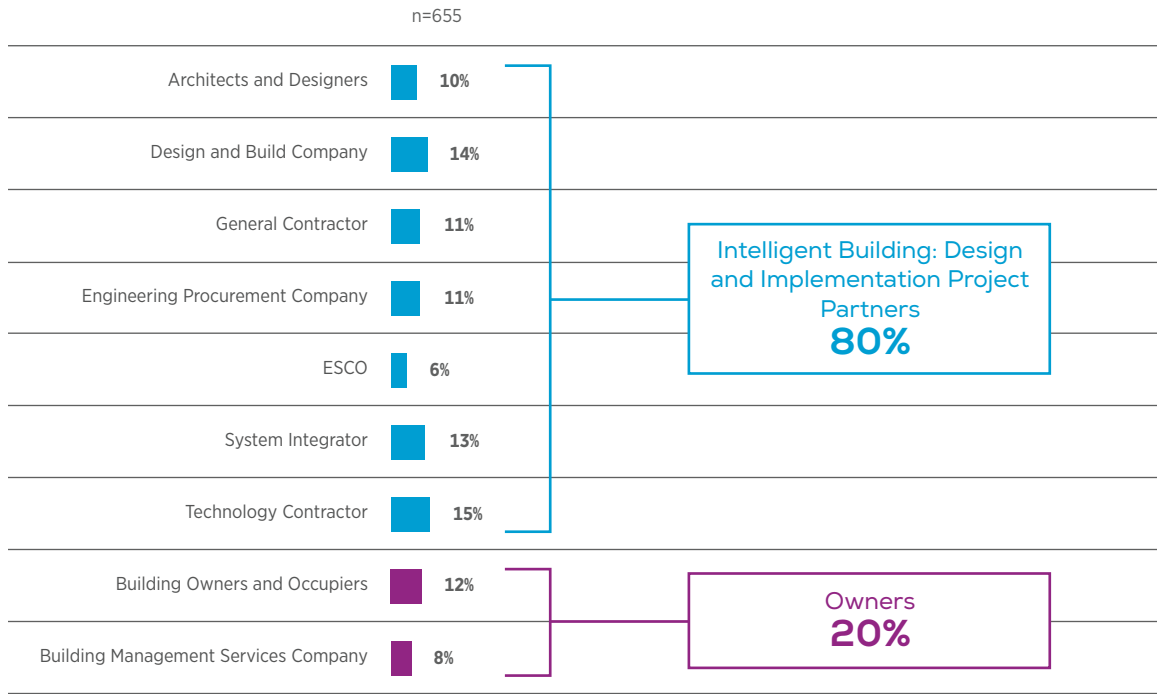 n=655
Architects and Designers 10%
Design and Build Company 14%
General Contractor 11%
Engineering Procurement Company 11%
ESCO 6%
System Integrator 13%
Technology Contractor 15%
Intelligent Building: Design
and Implementation Project
Partners
80%
Building Owners and Occupiers 12%
Building Management Services Company 8%
Owners
20%